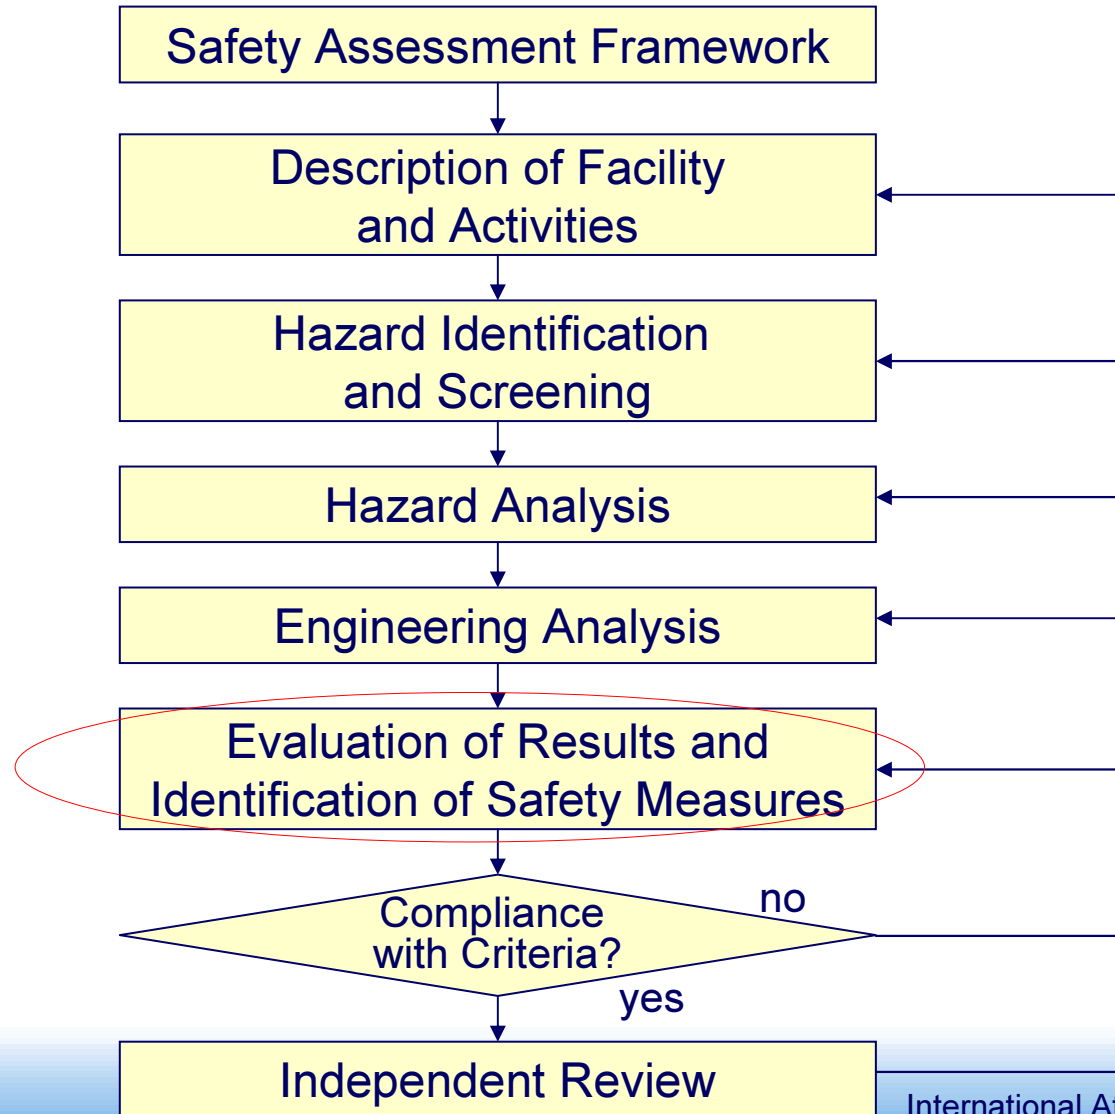 Safety Assessment Framework
Description of Facility
and Activities
Hazard Identification
and Screening
Hazard Analysis
Engineering Analysis
Evaluation of Results and
Identification of Safety Measures
Compliance
with Criteria?
no
yes
Independent Review
International